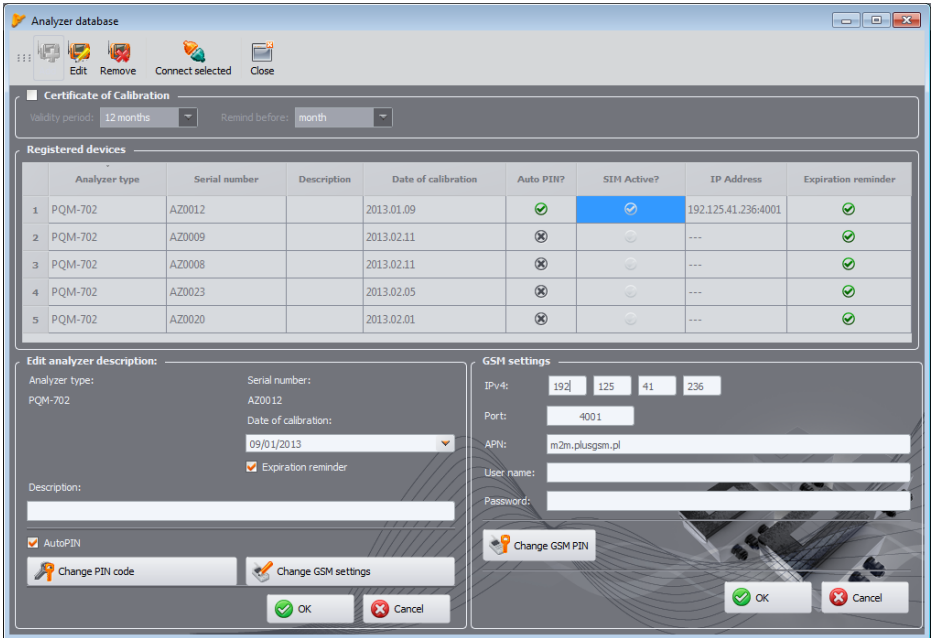 Analyzer database
Edit Remove Connect selected Close
Certificate of Calibration
Validity period: 12 months Remind before: month
Registered devices
Analyzer type Serial number Description Date of calibration Auto PIN? SIM Active? IP Address Expiration reminder
1 PQM-702 AZ0012 2013.01.09 192.125.41.236:4001
2 PQM-702 AZ0009 2013.02.11 ---
3 PQM-702 AZ0008 2013.02.11 ---
4 PQM-702 AZ0023 2013.02.05 ---
5 PQM-702 AZ0020 2013.02.01 ---
Edit analyzer description:
Analyzer type: Serial number:
PQM-702 AZ0012
Date of calibration:
09/01/2013
Expiration reminder
Description:
AutoPIN
Change PIN code Change GSM settings
OK Cancel
GSM settings
IPv4: 192 125 41 236
Port: 4001
APN: m2m.plusgsm.pl
User name:
Password:
Change GSM PIN
OK Cancel